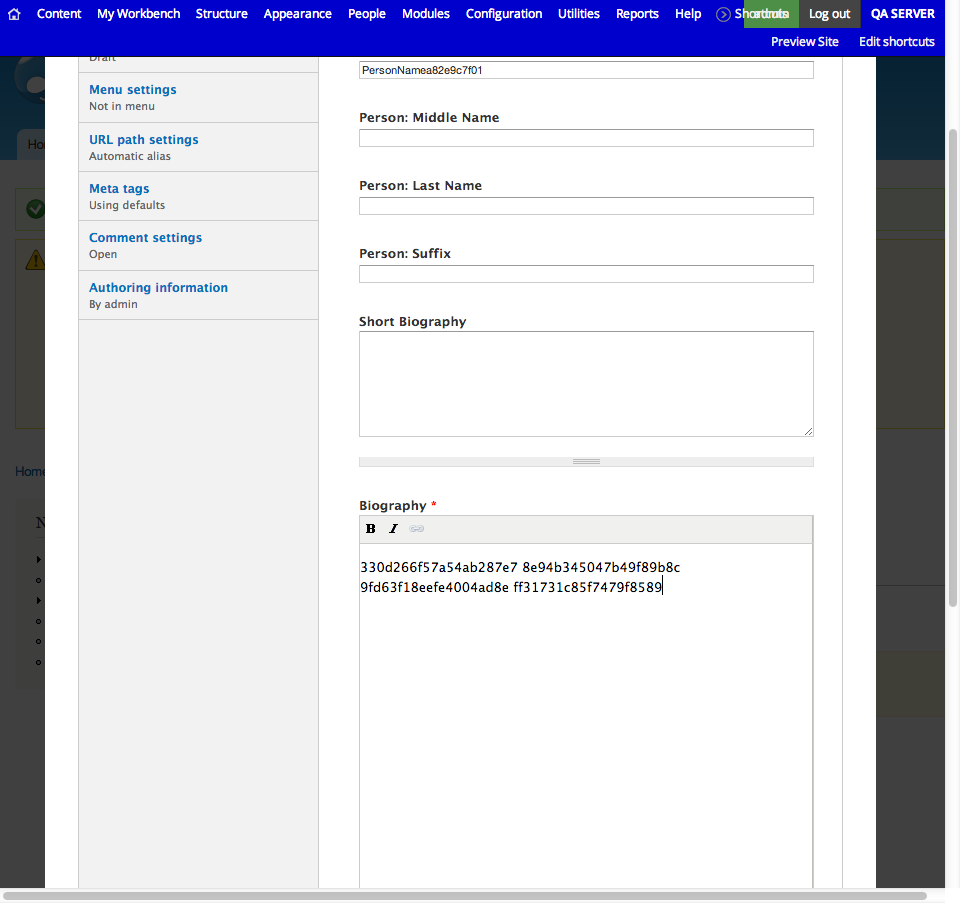 Content My Workbench Structure Appearance People Modules Configuration Utilities Reports Help Shortcuts Log out QA SERVER
Preview Site Edit shortcuts
Draft
Menu settings
Not in menu
URL path settings
Automatic alias
Meta tags
Using defaults
Comment settings
Open
Authoring information
By admin
PersonNamea82e9c7f01
Person: Middle Name
Person: Last Name
Person: Suffix
Short Biography
Biography *
B I
330d266f57a54ab287e7 8e94b345047b49f89b8c
9fd63f18eefe4004ad8e ff31731c85f7479f8589
Home